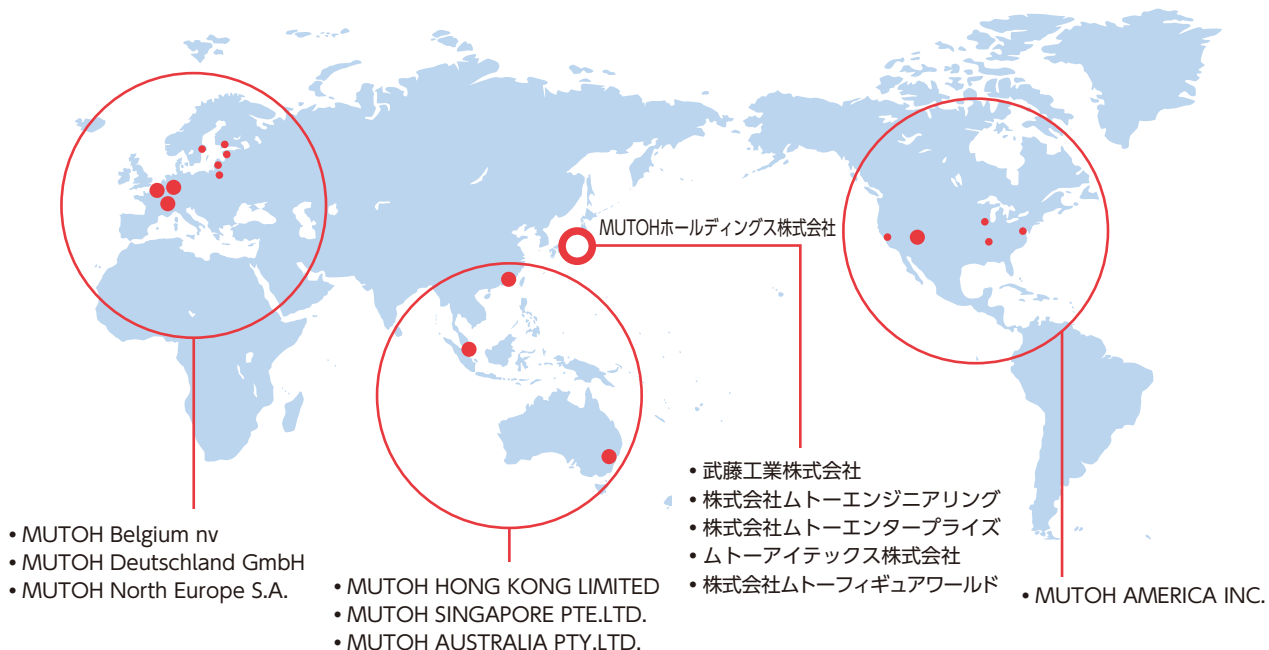 MUTOHホールディングス株式会社
• MUTOH Belgium nv
• MUTOH Deutschland GmbH
• MUTOH North Europe S.A.
• MUTOH HONG KONG LIMITED
• MUTOH SINGAPORE PTE.LTD.
• MUTOH AUSTRALIA PTY.LTD.
• 武藤工業株式会社
• 株式会社ムトーエンジニアリング
• 株式会社ムトーエンタープライズ
• ムトーアイテックス株式会社
• 株式会社ムトーフィギュアワールド
• MUTOH AMERICA INC.